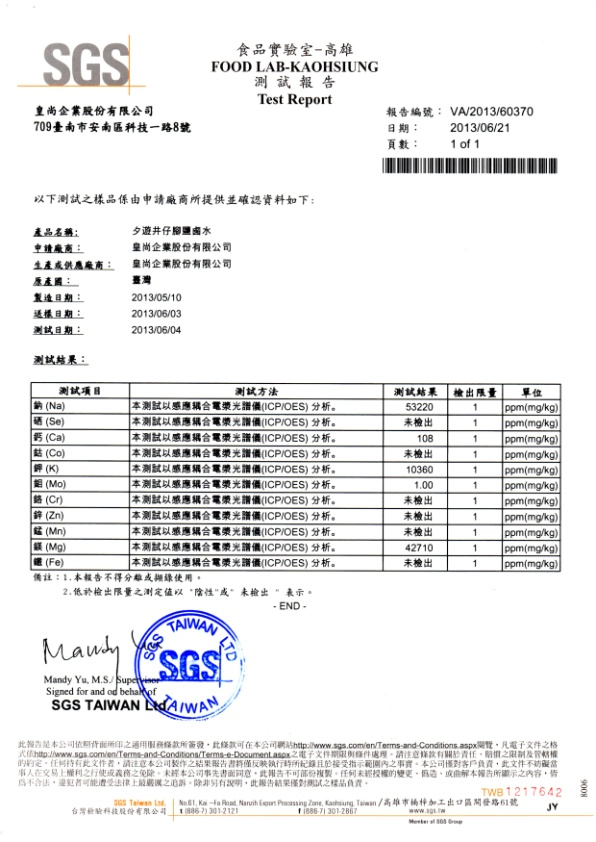 SGS
食品實驗室-高雄
FOOD LAB-KAOHSIUNG
測試報告
Test Report
皇尚企業股份有限公司
709臺南市安南區科技一路8號
報告編號： VA/2013/60370
日期： 2013/06/21
頁數： 1 of 1
以下測試之樣品係由申請廠商所提供並確認資料如下:
產品名稱: 夕遊井仔腳鹽鹵水
申請廠商： 皇尚企業股份有限公司
生產或供應廠商： 皇尚企業股份有限公司
原產國： 臺灣
製造日期： 2013/05/10
送樣日期： 2013/06/03
測試日期： 2013/06/04
測試結果：
測試項目 測試方法 測試結果 檢出限量 單位
鈉 (Na) 本測試以感應耦合電漿光譜儀(ICP/OES) 分析。 53220 1 ppm(mg/kg)
硒 (Se) 本測試以感應耦合電漿光譜儀(ICP/OES) 分析。 未檢出 1 ppm(mg/kg)
鈣 (Ca) 本測試以感應耦合電漿光譜儀(ICP/OES) 分析。 108 1 ppm(mg/kg)
鈷 (Co) 本測試以感應耦合電漿光譜儀(ICP/OES) 分析。 未檢出 1 ppm(mg/kg)
鉀 (K) 本測試以感應耦合電漿光譜儀(ICP/OES) 分析。 10360 1 ppm(mg/kg)
鉬 (Mo) 本測試以感應耦合電漿光譜儀(ICP/OES) 分析。 1.00 1 ppm(mg/kg)
鉻 (Cr) 本測試以感應耦合電漿光譜儀(ICP/OES) 分析。 未檢出 1 ppm(mg/kg)
鋅 (Zn) 本測試以感應耦合電漿光譜儀(ICP/OES) 分析。 未檢出 1 ppm(mg/kg)
錳 (Mn) 本測試以感應耦合電漿光譜儀(ICP/OES) 分析。 未檢出 1 ppm(mg/kg)
鎂 (Mg) 本測試以感應耦合電漿光譜儀(ICP/OES) 分析。 42710 1 ppm(mg/kg)
鐵 (Fe) 本測試以感應耦合電漿光譜儀(ICP/OES) 分析。 未檢出 1 ppm(mg/kg)
備註：1.本報告不得分離或擷錄使用。
2.低於檢出限量之測定值以 "陰性"或" 未檢出 " 表示。
- END -
Mandy Yu
SGS TAIWAN LTD
SGS
TAIWAN
Mandy Yu, M.S./ Supervisor
Signed for and on behalf of
SGS TAIWAN Ltd.
此報告是本公司依照背面所印之通用服務條款所簽發，此條款可在本公司網站http://www.sgs.com/en/Terms-and-Conditions.aspx閱覽，凡電子文件之格
式依http://www.sgs.com/en/Terms-and-Conditions/Terms-e-Document.aspx之電子文件期限與條件處理。請注意條款有關於責任、賠償之限制及管轄權
的約定。任何持有此文件者，請注意本公司製作之結果報告書將僅反映執行時所紀錄且於接受指示範圍內之事實。本公司僅對客戶負責，此文件不妨礙當
事人在交易上權利之行使或義務之免除。未經本公司事先書面同意，此報告不可部份複製。任何未經授權的變更、偽造、或曲解本報告所顯示之內容，皆
為不合法，違犯者可能遭受法律上最嚴厲之追訴。除非另有說明，此報告結果僅對測試之樣品負責。
TWB 1217642
8006
SGS Taiwan Ltd.
台灣檢驗科技股份有限公司
No.61, Kai –Fa Road, Nanzih Export Processing Zone, Kaohsiung, Taiwan /高雄市楠梓加工出口區開發路61號
t (886-7) 301-2121 f (886-7) 301-2867 www.sgs.tw
JY
Member of SGS Group